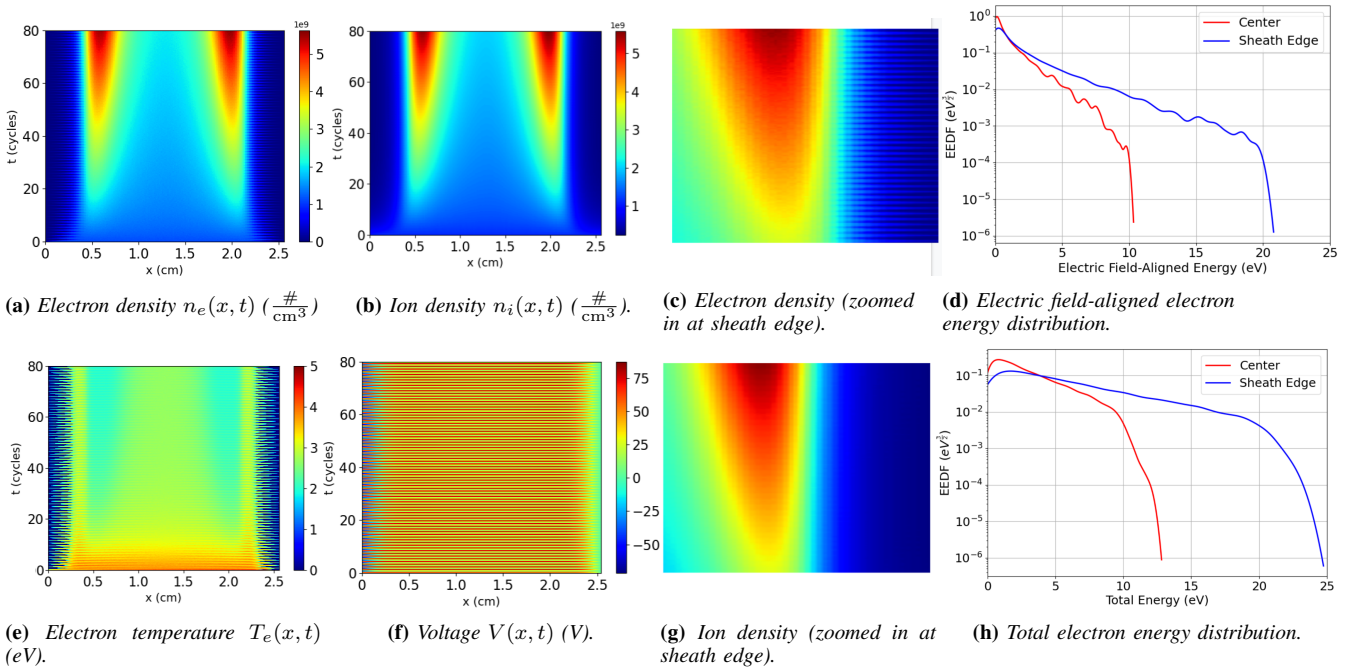 1e9
80
60
40
20
0
t (cycles)
0 0.5 1.0 1.5 2.0 2.5
x (cm)
5
4
3
2
1
0
(a) Electron density n_e(x, t) (#/cm³)
1e9
80
60
40
20
0
t (cycles)
0 0.5 1.0 1.5 2.0 2.5
x (cm)
5
4
3
2
1
(b) Ion density n_i(x, t) (#/cm³).
(c) Electron density (zoomed
in at sheath edge).
10⁰
10⁻¹
10⁻²
10⁻³
10⁻⁴
10⁻⁵
10⁻⁶
EEDF (eV^{3/2})
Center
Sheath Edge
0 5 10 15 20 25
Electric Field-Aligned Energy (eV)
(d) Electric field-aligned electron
energy distribution.
80
60
40
20
0
t (cycles)
0 0.5 1.0 1.5 2.0 2.5
x (cm)
5
4
3
2
1
0
(e) Electron temperature T_e(x, t)
(eV).
80
60
40
20
0
t (cycles)
0 0.5 1.0 1.5 2.0 2.5
x (cm)
75
50
25
0
−25
−50
(f) Voltage V(x, t) (V).
(g) Ion density (zoomed in at
sheath edge).
10⁻¹
10⁻²
10⁻³
10⁻⁴
10⁻⁵
10⁻⁶
EEDF (eV^{3/2})
Center
Sheath Edge
0 5 10 15 20 25
Total Energy (eV)
(h) Total electron energy distribution.